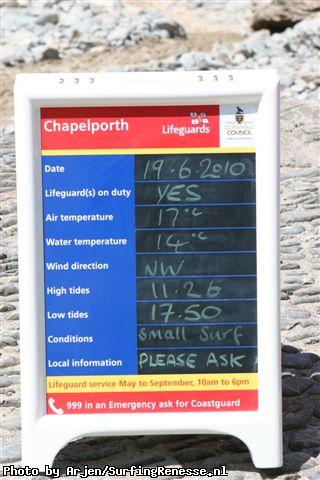 Chapelporth
Lifeguards
CORNWALL
COUNCIL
Date 19.6.2010
Lifeguard(s) on duty YES
Air temperature 17°c
Water temperature 14°c
Wind direction NW
High tides 11.26
Low tides 17.50
Conditions Small Surf
Local information PLEASE ASK
Lifeguard service May to September, 10am to 6pm
999 in an Emergency ask for Coastguard
Photo by Arjen/SurfingRenesse.nl